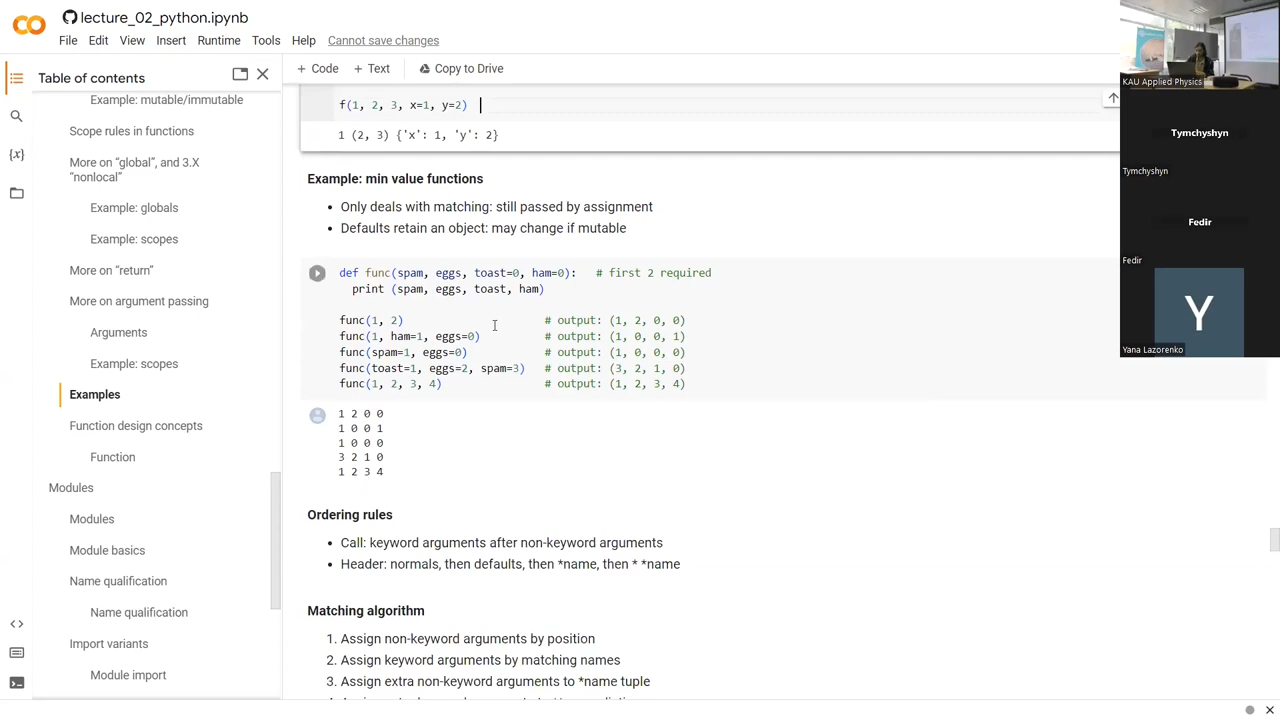 lecture_02_python.ipynb
File Edit View Insert Runtime Tools Help Cannot save changes
Table of contents
Example: mutable/immutable
Scope rules in functions
More on “global”, and 3.X
“nonlocal”
Example: globals
Example: scopes
More on “return”
More on argument passing
Arguments
Example: scopes
Examples
Function design concepts
Function
Modules
Modules
Module basics
Name qualification
Name qualification
Import variants
Module import
+ Code + Text Copy to Drive
f(1, 2, 3, x=1, y=2)
1 (2, 3) {'x': 1, 'y': 2}
Example: min value functions
• Only deals with matching: still passed by assignment
• Defaults retain an object: may change if mutable
def func(spam, eggs, toast=0, ham=0): # first 2 required
print (spam, eggs, toast, ham)
func(1, 2) # output: (1, 2, 0, 0)
func(1, ham=1, eggs=0) # output: (1, 0, 0, 1)
func(spam=1, eggs=0) # output: (1, 0, 0, 0)
func(toast=1, eggs=2, spam=3) # output: (3, 2, 1, 0)
func(1, 2, 3, 4) # output: (1, 2, 3, 4)
1 2 0 0
1 0 0 1
1 0 0 0
3 2 1 0
1 2 3 4
Ordering rules
• Call: keyword arguments after non-keyword arguments
• Header: normals, then defaults, then *name, then * *name
Matching algorithm
1. Assign non-keyword arguments by position
2. Assign keyword arguments by matching names
3. Assign extra non-keyword arguments to *name tuple
KAU Applied Physics
Tymchyshyn
Tymchyshyn
Fedir
Fedir
Y
Yana Lazorenko